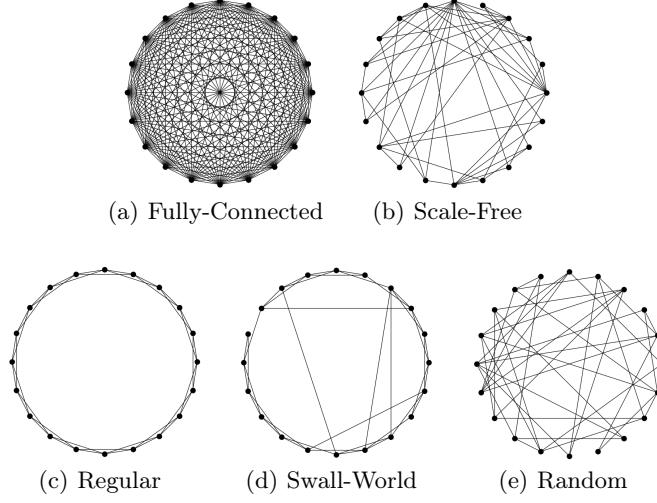 (a) Fully-Connected
(b) Scale-Free
(c) Regular
(d) Swall-World
(e) Random